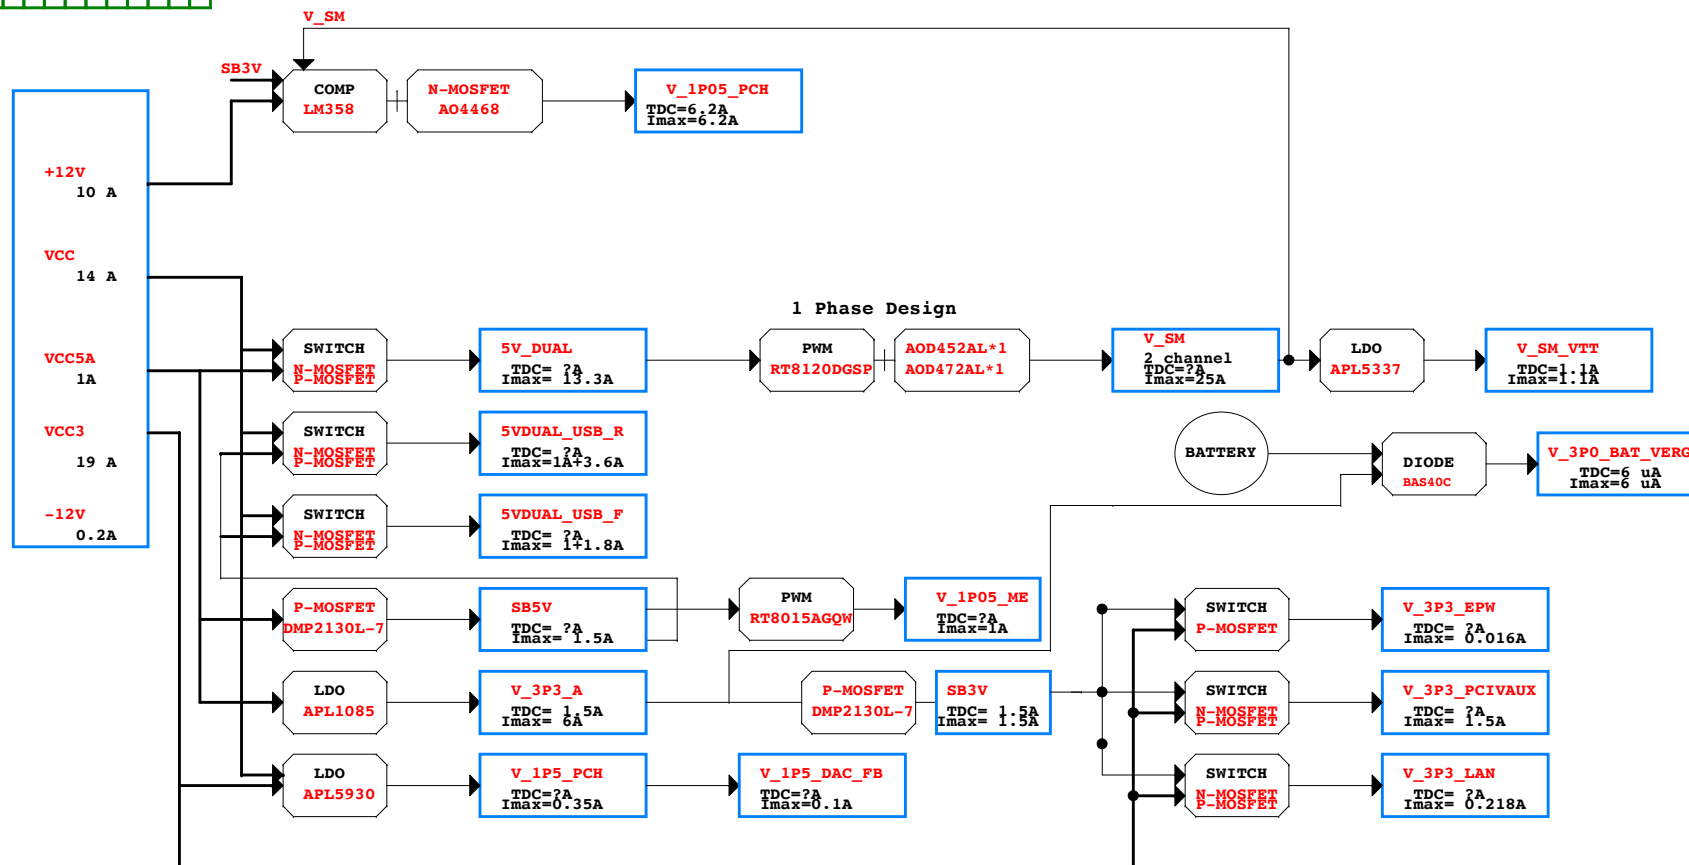 V_SM
SB3V
COMP
LM358
N-MOSFET
AO4468
V_1P05_PCH
TDC=6.2A
Imax=6.2A
+12V
10 A
VCC
14 A
VCC5A
1A
VCC3
19 A
-12V
0.2A
1 Phase Design
SWITCH
N-MOSFET
P-MOSFET
5V_DUAL
TDC= ?A
Imax= 13.3A
PWM
RT8120DGSP
AOD452AL*1
AOD472AL*1
V_SM
2 channel
TDC=?A
Imax=25A
LDO
APL5337
V_SM_VTT
TDC=1.1A
Imax=1.1A
SWITCH
N-MOSFET
P-MOSFET
5VDUAL_USB_R
TDC= ?A
Imax=1A+3.6A
BATTERY
DIODE
BAS40C
V_3P0_BAT_VERG
TDC=6 uA
Imax=6 uA
SWITCH
N-MOSFET
P-MOSFET
5VDUAL_USB_F
TDC= ?A
Imax= 1+1.8A
P-MOSFET
DMP2130L-7
SB5V
TDC= ?A
Imax= 1.5A
PWM
RT8015AGQW
V_1P05_ME
TDC=?A
Imax=1A
SWITCH
P-MOSFET
V_3P3_EPW
TDC= ?A
Imax= 0.016A
LDO
APL1085
V_3P3_A
TDC= 1.5A
Imax= 6A
P-MOSFET
DMP2130L-7
SB3V
TDC= 1.5A
Imax= 1.5A
SWITCH
N-MOSFET
P-MOSFET
V_3P3_PCIVAUX
TDC= ?A
Imax= 1.5A
LDO
APL5930
V_1P5_PCH
TDC=?A
Imax=0.35A
V_1P5_DAC_FB
TDC=?A
Imax=0.1A
SWITCH
N-MOSFET
P-MOSFET
V_3P3_LAN
TDC= ?A
Imax= 0.218A